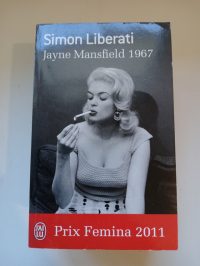 Simon Liberati
Jayne Mansfield 1967
J'AI LU
Prix Femina 2011